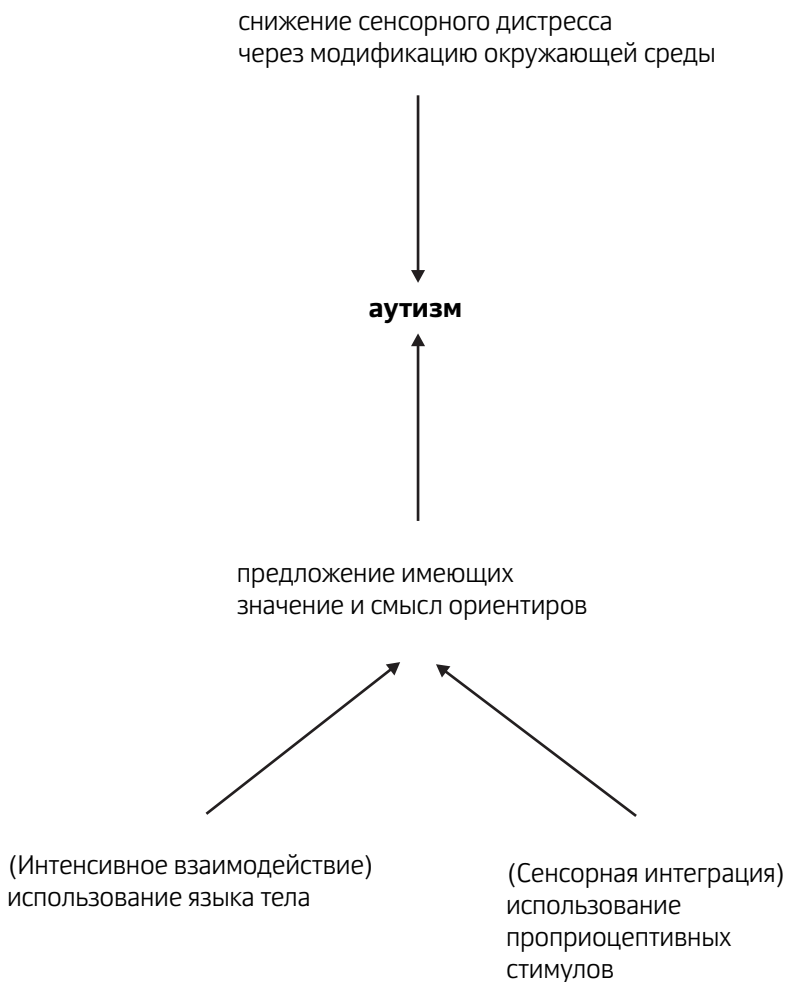 снижение сенсорного дистресса
через модификацию окружающей среды
аутизм
предложение имеющих
значение и смысл ориентиров
(Интенсивное взаимодействие)
использование языка тела
(Сенсорная интеграция)
использование
проприоцептивных
стимулов